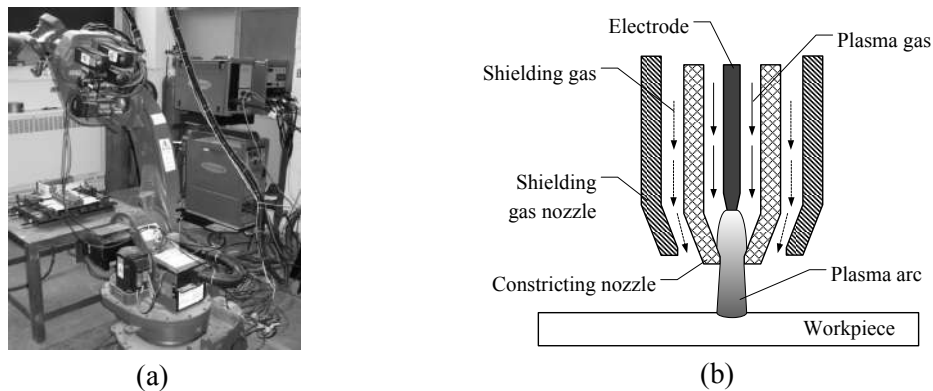 Electrode
Plasma gas
Shielding gas
Shielding
gas nozzle
Constricting nozzle
Plasma arc
Workpiece
(a)
(b)